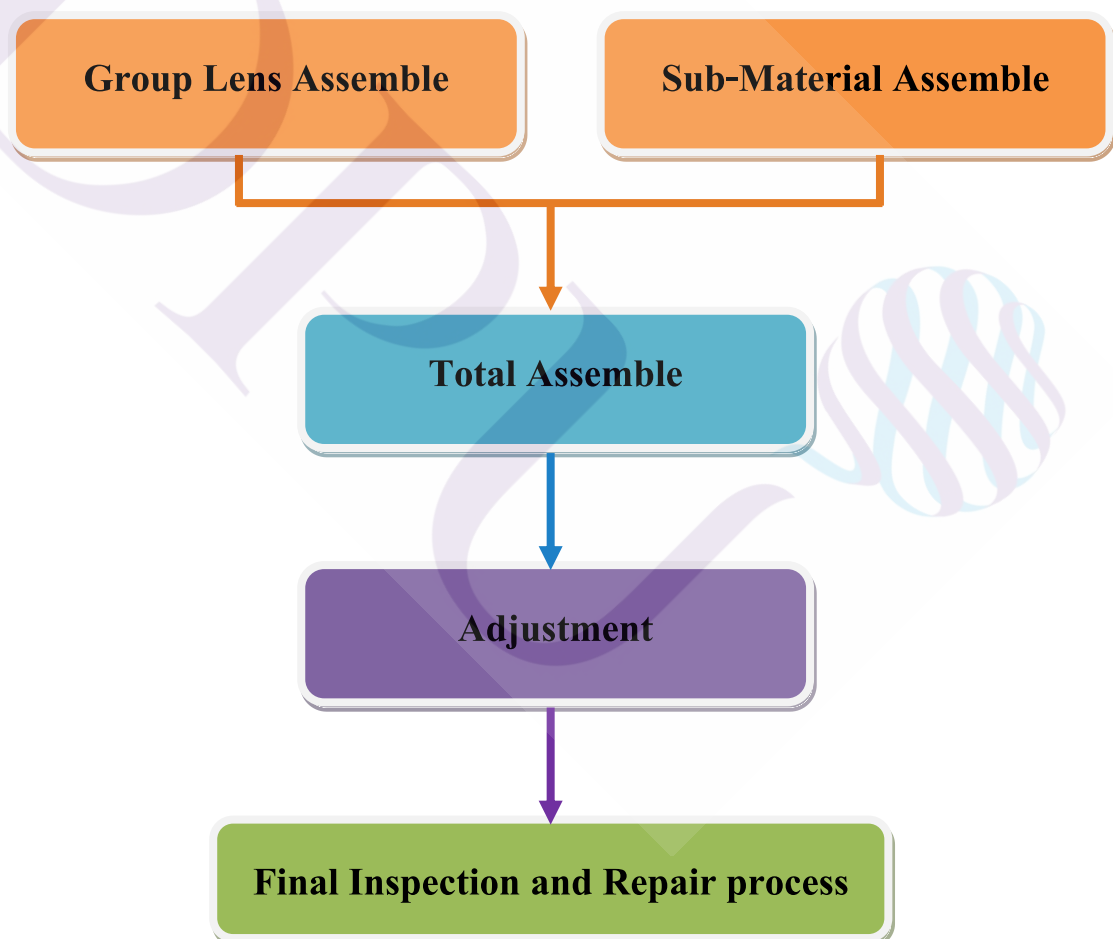 Group Lens Assemble
Sub-Material Assemble
Total Assemble
Adjustment
Final Inspection and Repair process